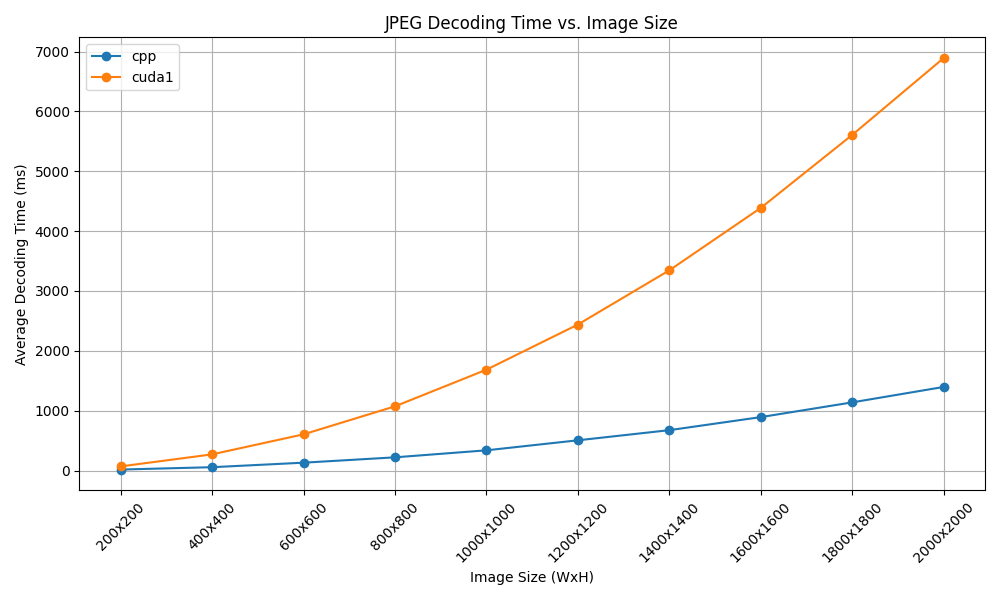 JPEG Decoding Time vs. Image Size
cpp
cuda1
Average Decoding Time (ms)
7000
6000
5000
4000
3000
2000
1000
0
200x200
400x400
600x600
800x800
1000x1000
1200x1200
1400x1400
1600x1600
1800x1800
2000x2000
Image Size (WxH)